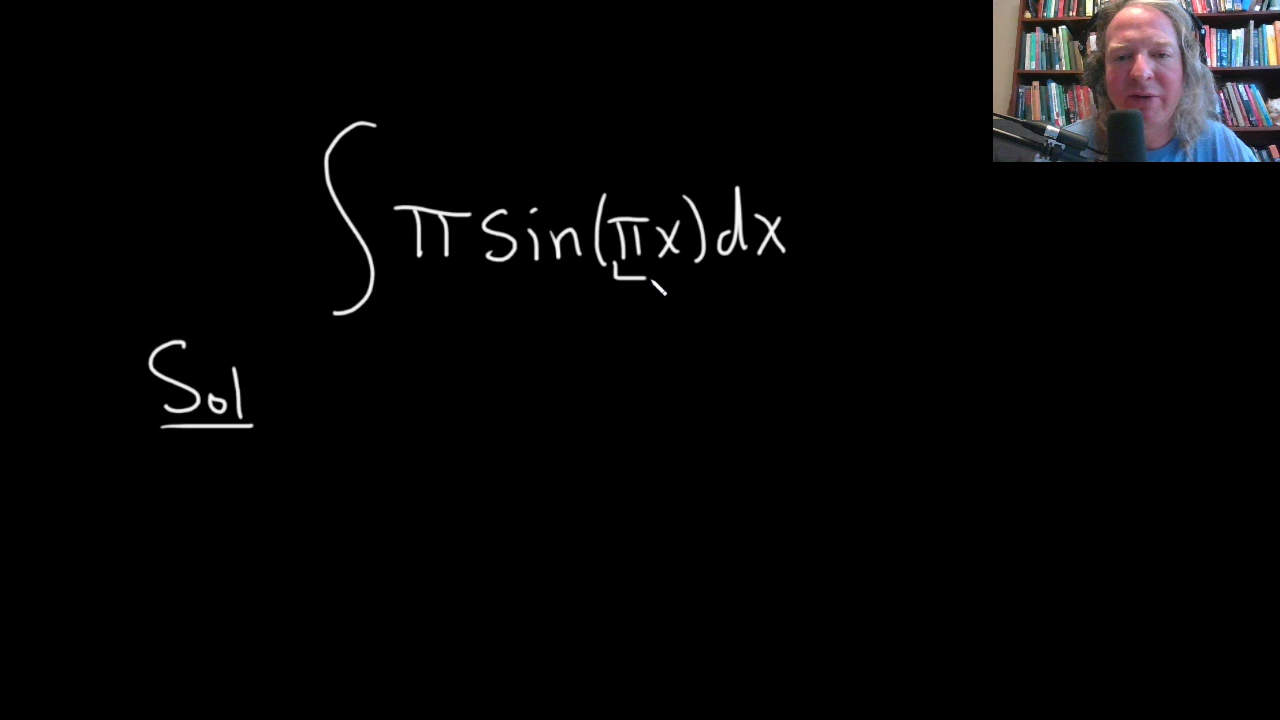 ∫ π sin(πx) dx
Sol